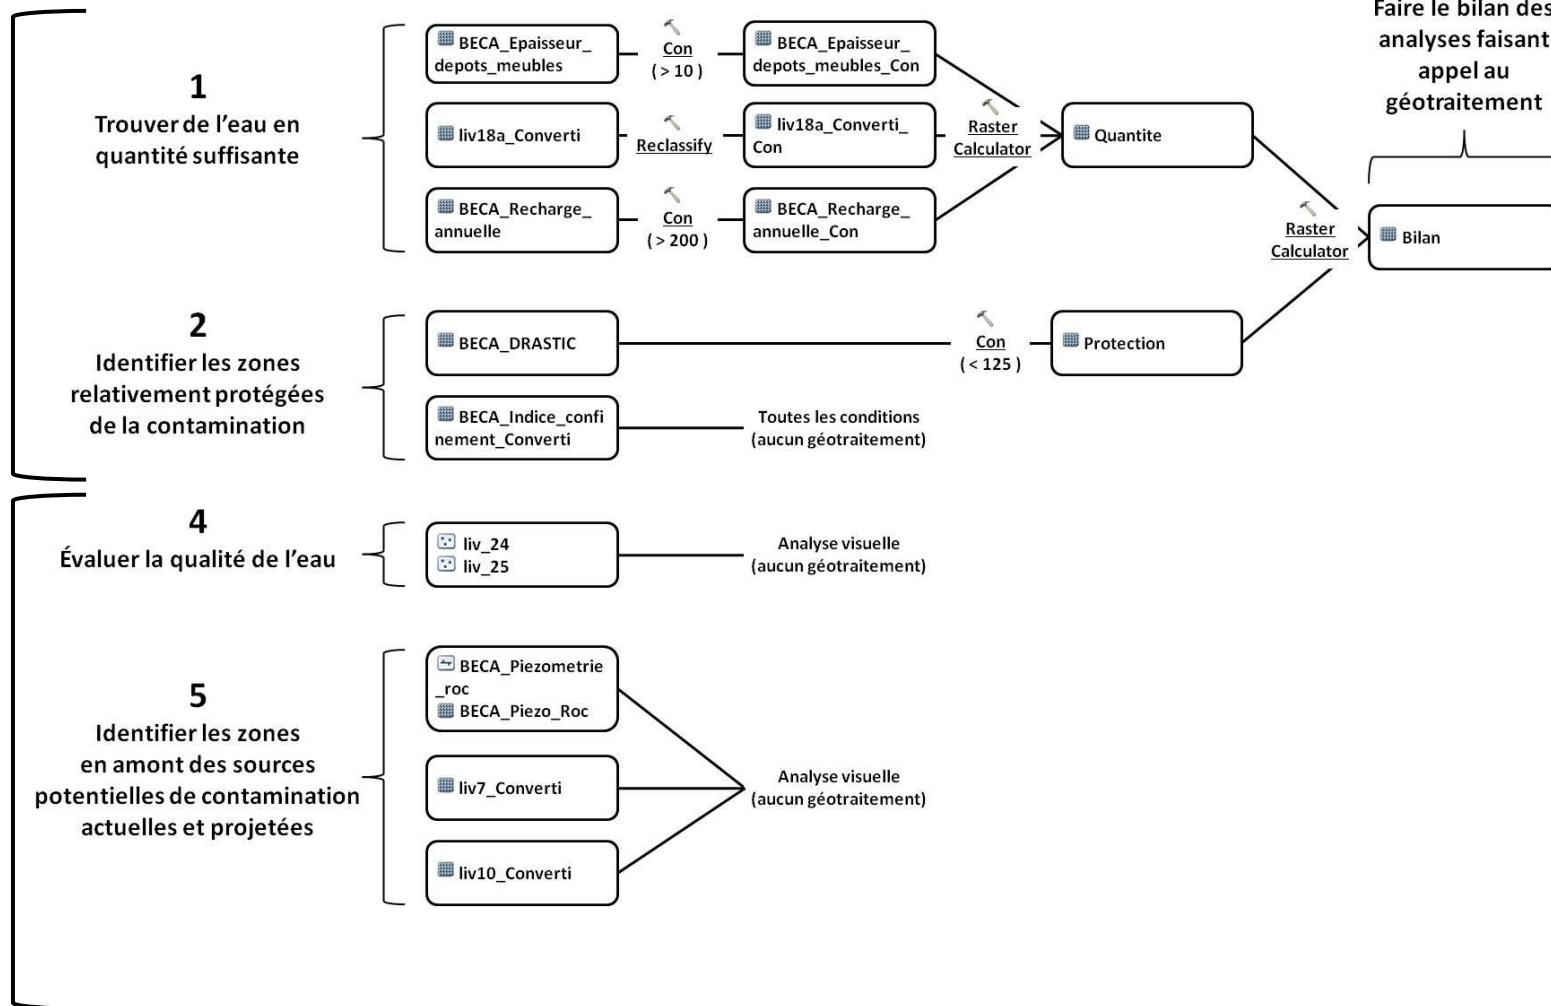 Faire le bilan des
analyses faisant
appel au
géotraitement
1
Trouver de l'eau en
quantité suffisante
BECA_Epaisseur_
depots_meubles
Con
( > 10 )
BECA_Epaisseur_
depots_meubles_Con
liv18a_Converti
Reclassify
liv18a_Converti_
Con
BECA_Recharge_
annuelle
Con
( > 200 )
BECA_Recharge_
annuelle_Con
Raster
Calculator
Quantite
Raster
Calculator
Bilan
2
Identifier les zones
relativement protégées
de la contamination
BECA_DRASTIC
Con
( < 125 )
Protection
BECA_Indice_confi
nement_Converti
Toutes les conditions
(aucun géotraitement)
4
Évaluer la qualité de l'eau
liv_24
liv_25
Analyse visuelle
(aucun géotraitement)
5
Identifier les zones
en amont des sources
potentielles de contamination
actuelles et projetées
BECA_Piezometrie
_roc
BECA_Piezo_Roc
liv7_Converti
liv10_Converti
Analyse visuelle
(aucun géotraitement)